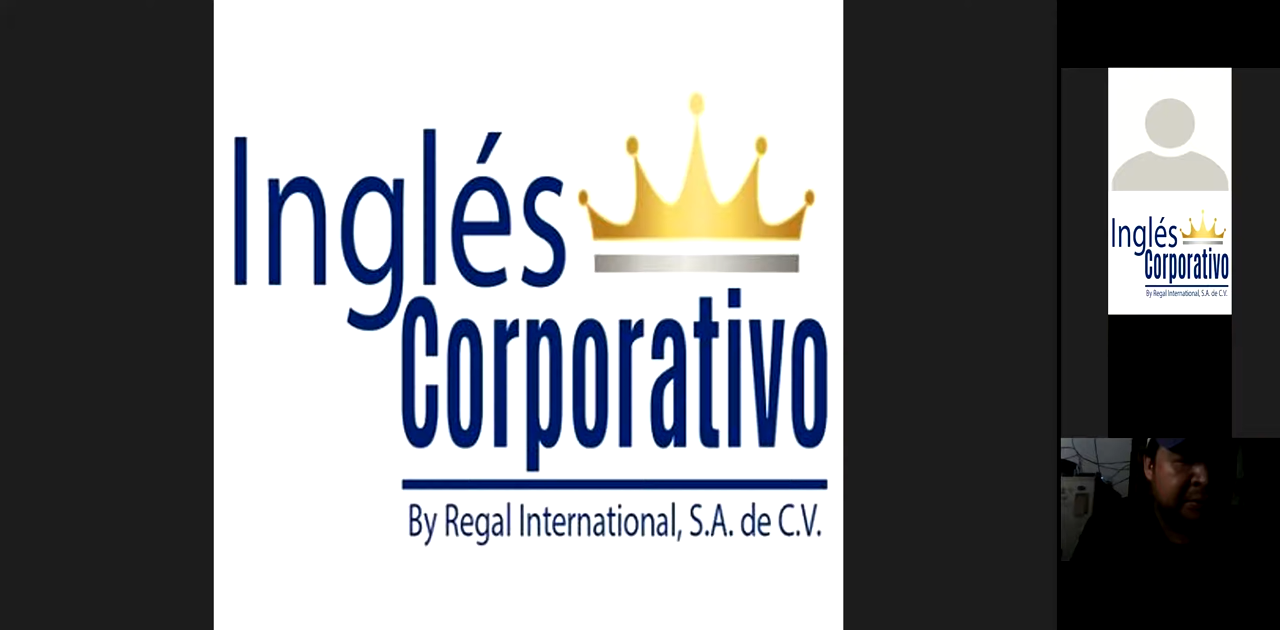 Inglés
Corporativo
By Regal International, S.A. de C.V.
Inglés
Corporativo
By Regal International, S.A. de C.V.